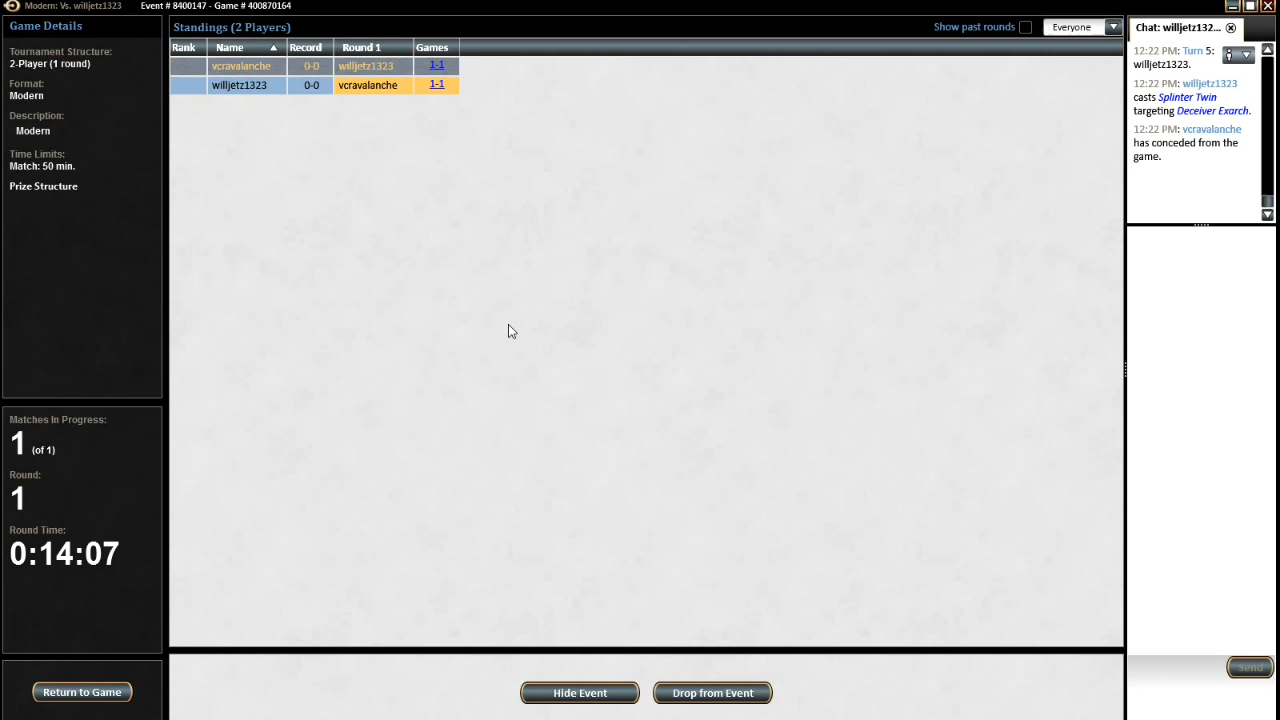 Modern: Vs. willjetz1323 Event # 8400147 - Game # 400870164
Game Details
Tournament Structure:
2-Player (1 round)
Format:
Modern
Description:
Modern
Time Limits:
Match: 50 min.
Prize Structure
Matches In Progress:
1 (of 1)
Round:
1
Round Time:
0:14:07
Return to Game
Standings (2 Players) Show past rounds Everyone
Rank Name Record Round 1 Games
vcravalanche 0-0 willjetz1323 1-1
willjetz1323 0-0 vcravalanche 1-1
Hide Event Drop from Event
Chat: willjetz132...
12:22 PM: Turn 5:
willjetz1323.
12:22 PM: willjetz1323
casts Splinter Twin
targeting Deceiver Exarch.
12:22 PM: vcravalanche
has conceded from the
game.
send